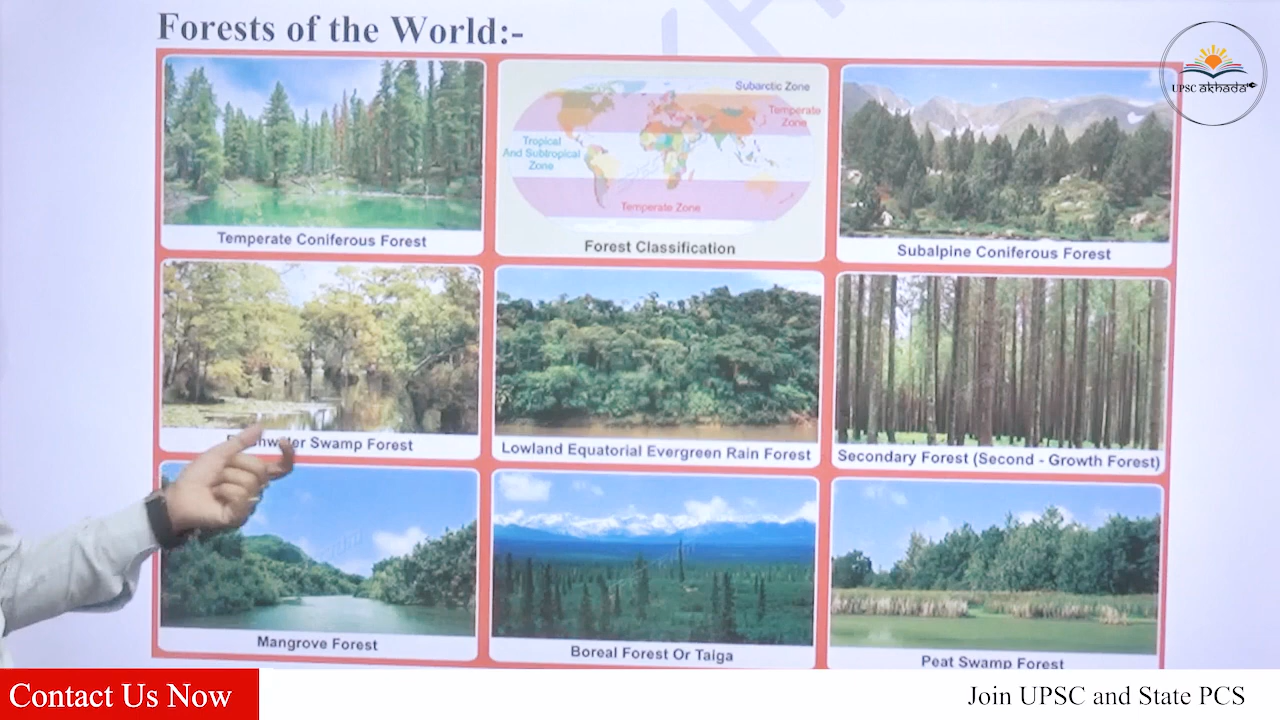 Forests of the World:-
UPSC akhada
Subarctic Zone
Temperate
Zone
Tropical
And Subtropical
Zone
Temperate Zone
Temperate Coniferous Forest
Forest Classification
Subalpine Coniferous Forest
Swamp Forest
Lowland Equatorial Evergreen Rain Forest
Secondary Forest (Second - Growth Forest)
Mangrove Forest
Boreal Forest Or Taiga
Peat Swamp Forest
Contact Us Now
Join UPSC and State PCS